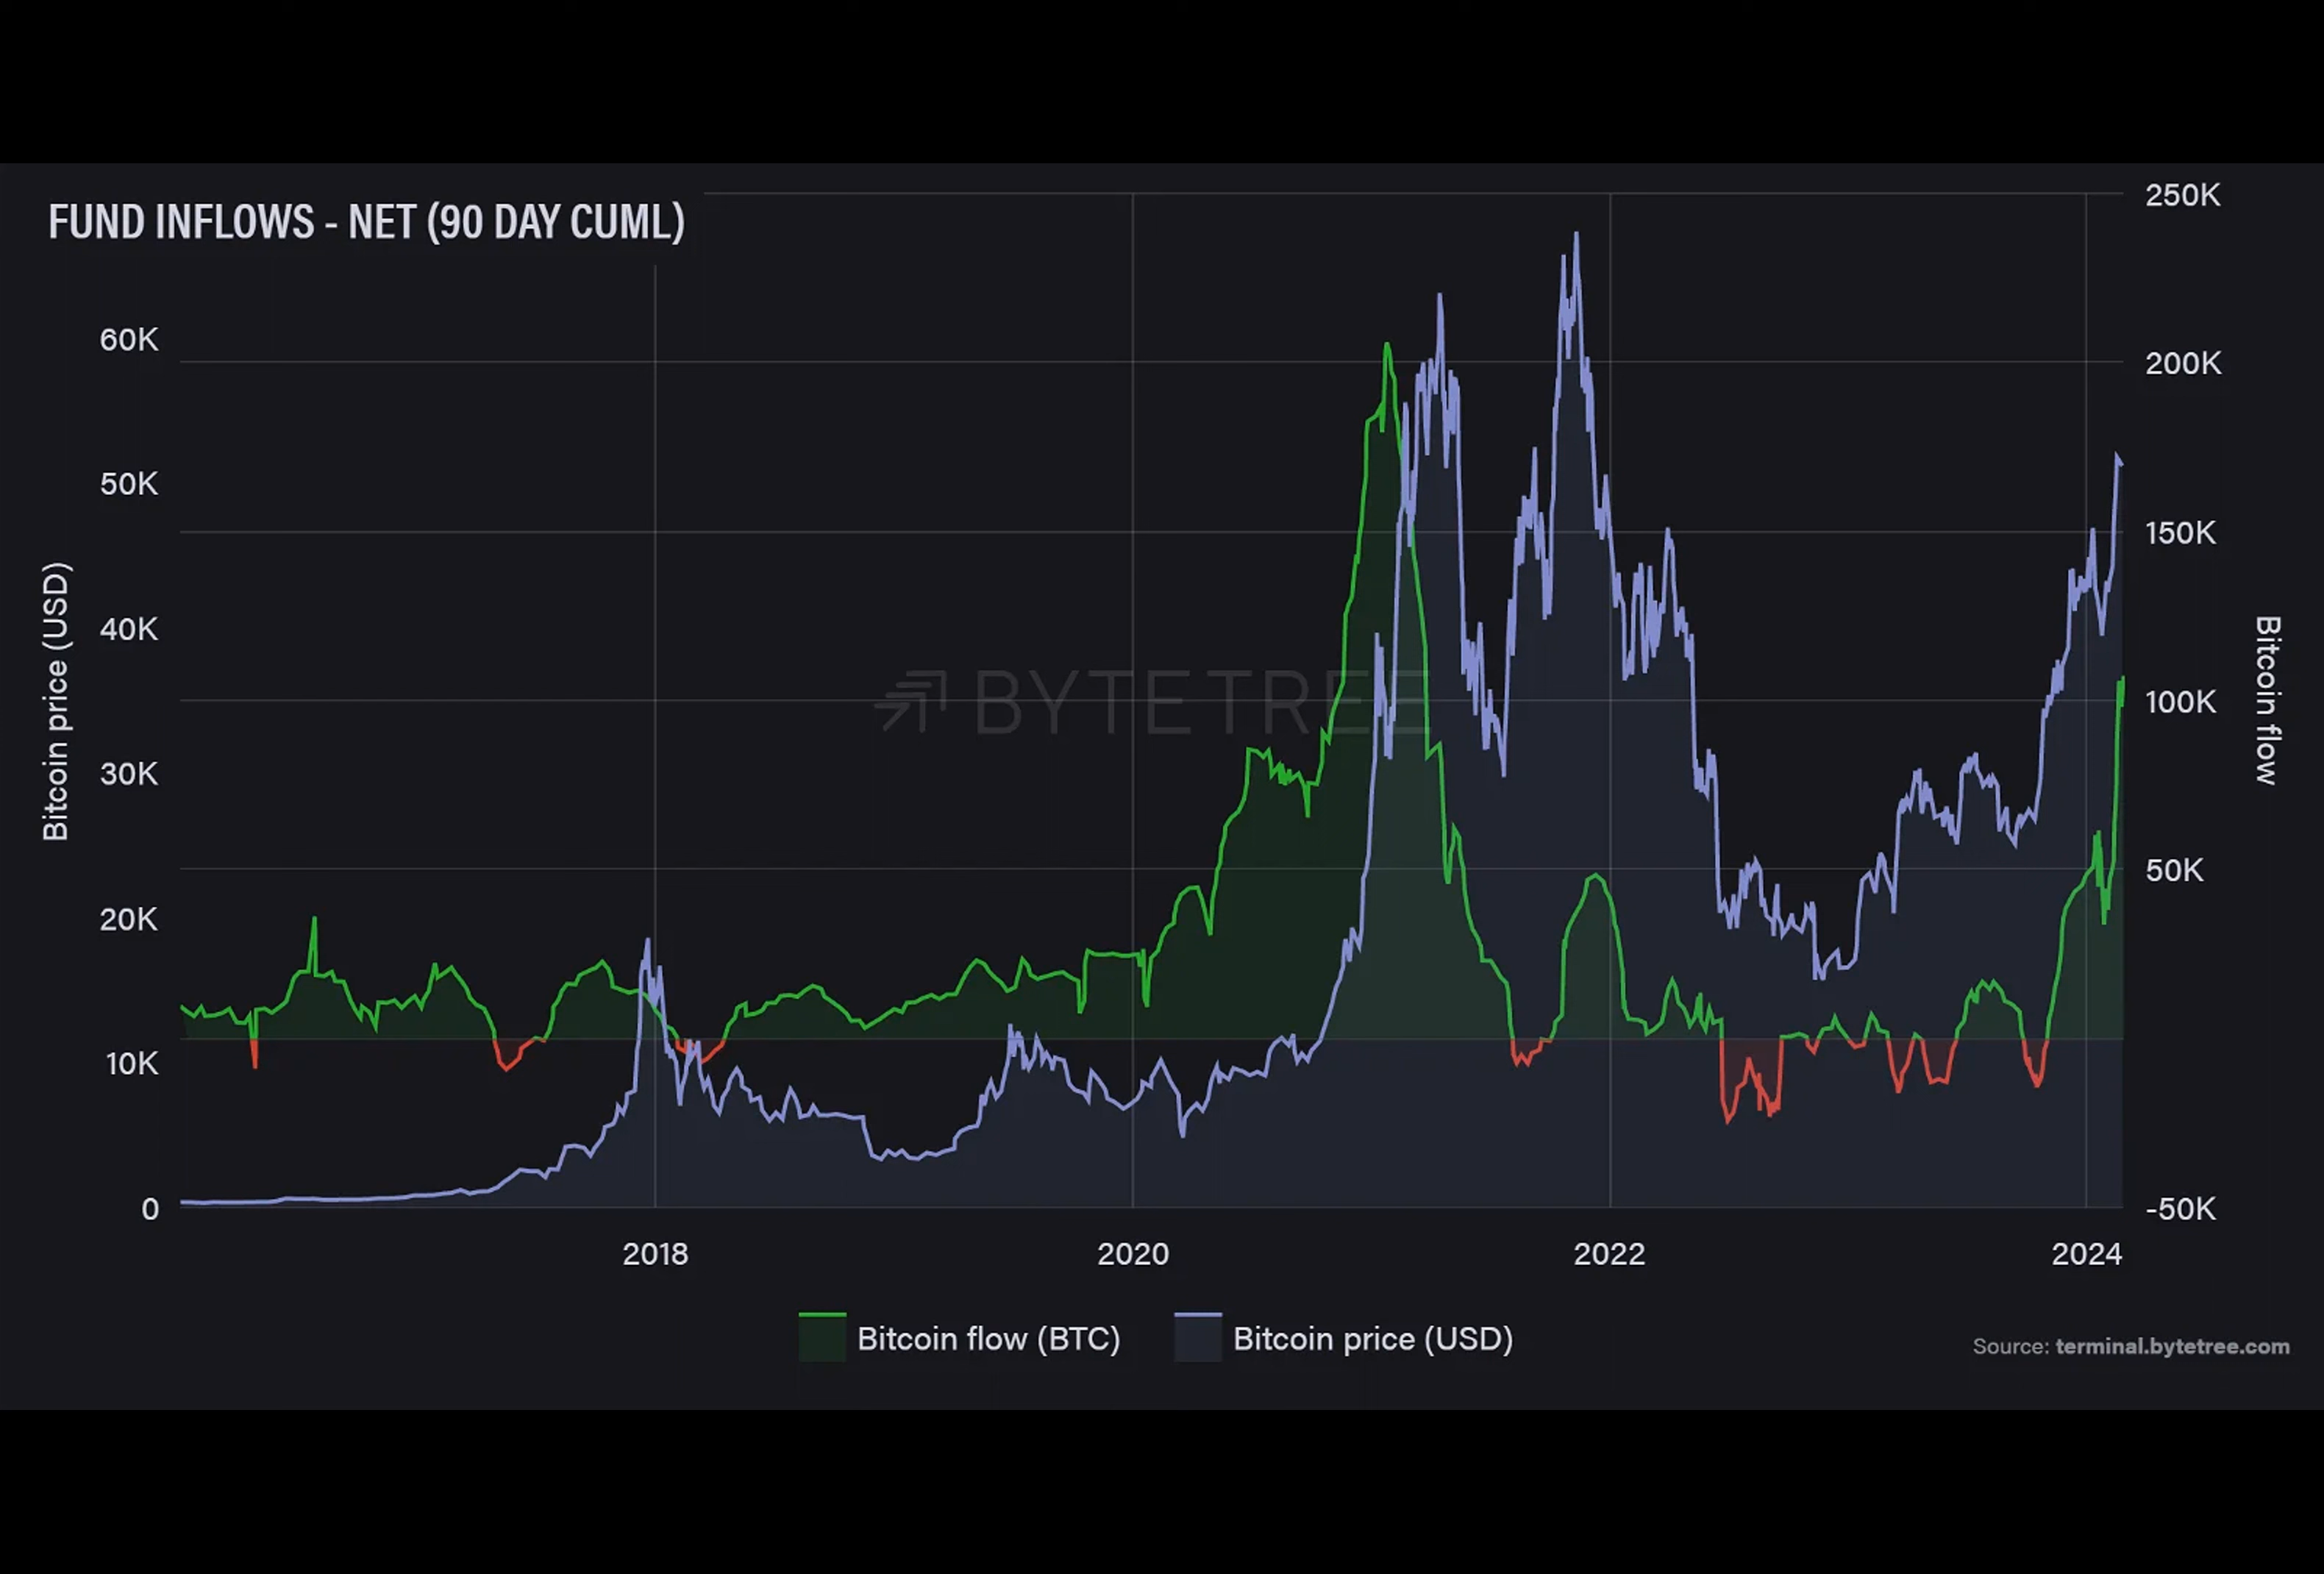 FUND INFLOWS - NET (90 DAY CUML)
Bitcoin price (USD)
60K
50K
40K
30K
20K
10K
0
250K
200K
150K
100K
50K
-50K
Bitcoin flow
BYTETREE
2018
2020
2022
2024
Bitcoin flow (BTC)
Bitcoin price (USD)
Source: terminal.bytetree.com